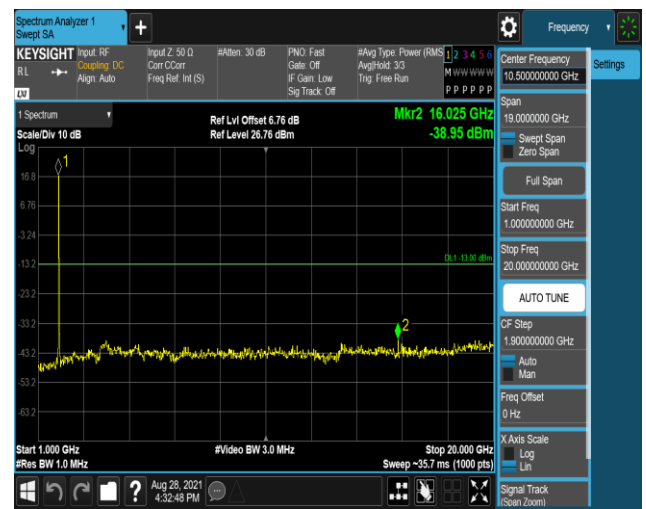 Spectrum Analyzer 1
Swept SA
+
Frequency
KEYSIGHT
RL
LXI
Input: RF
Coupling: DC
Align: Auto
Input Z: 50 Ω
Corr CCorr
Freq Ref: Int (S)
#Atten: 30 dB
PNO: Fast
Gate: Off
IF Gain: Low
Sig Track: Off
#Avg Type: Power (RMS
Avg|Hold: 3/3
Trig: Free Run
1 2 3 4 5 6
M W W W W W
P P P P P P
Settings
1 Spectrum
Scale/Div 10 dB
Log
Ref Lvl Offset 6.76 dB
Ref Level 26.76 dBm
Mkr2 16.025 GHz
-38.95 dBm
1
16.8
6.76
-3.24
-13.2
DL1 -13.00 dBm
-23.2
-33.2
2
-43.2
-53.2
-63.2
Start 1.000 GHz
#Res BW 1.0 MHz
#Video BW 3.0 MHz
Stop 20.000 GHz
Sweep ~35.7 ms (1000 pts)
Center Frequency
10.500000000 GHz
Span
19.0000000 GHz
Swept Span
Zero Span
Full Span
Start Freq
1.000000000 GHz
Stop Freq
20.000000000 GHz
AUTO TUNE
CF Step
1.900000000 GHz
Auto
Man
Freq Offset
0 Hz
X Axis Scale
Log
Lin
Signal Track
(Span Zoom)
?
Aug 28, 2021
4:32:48 PM